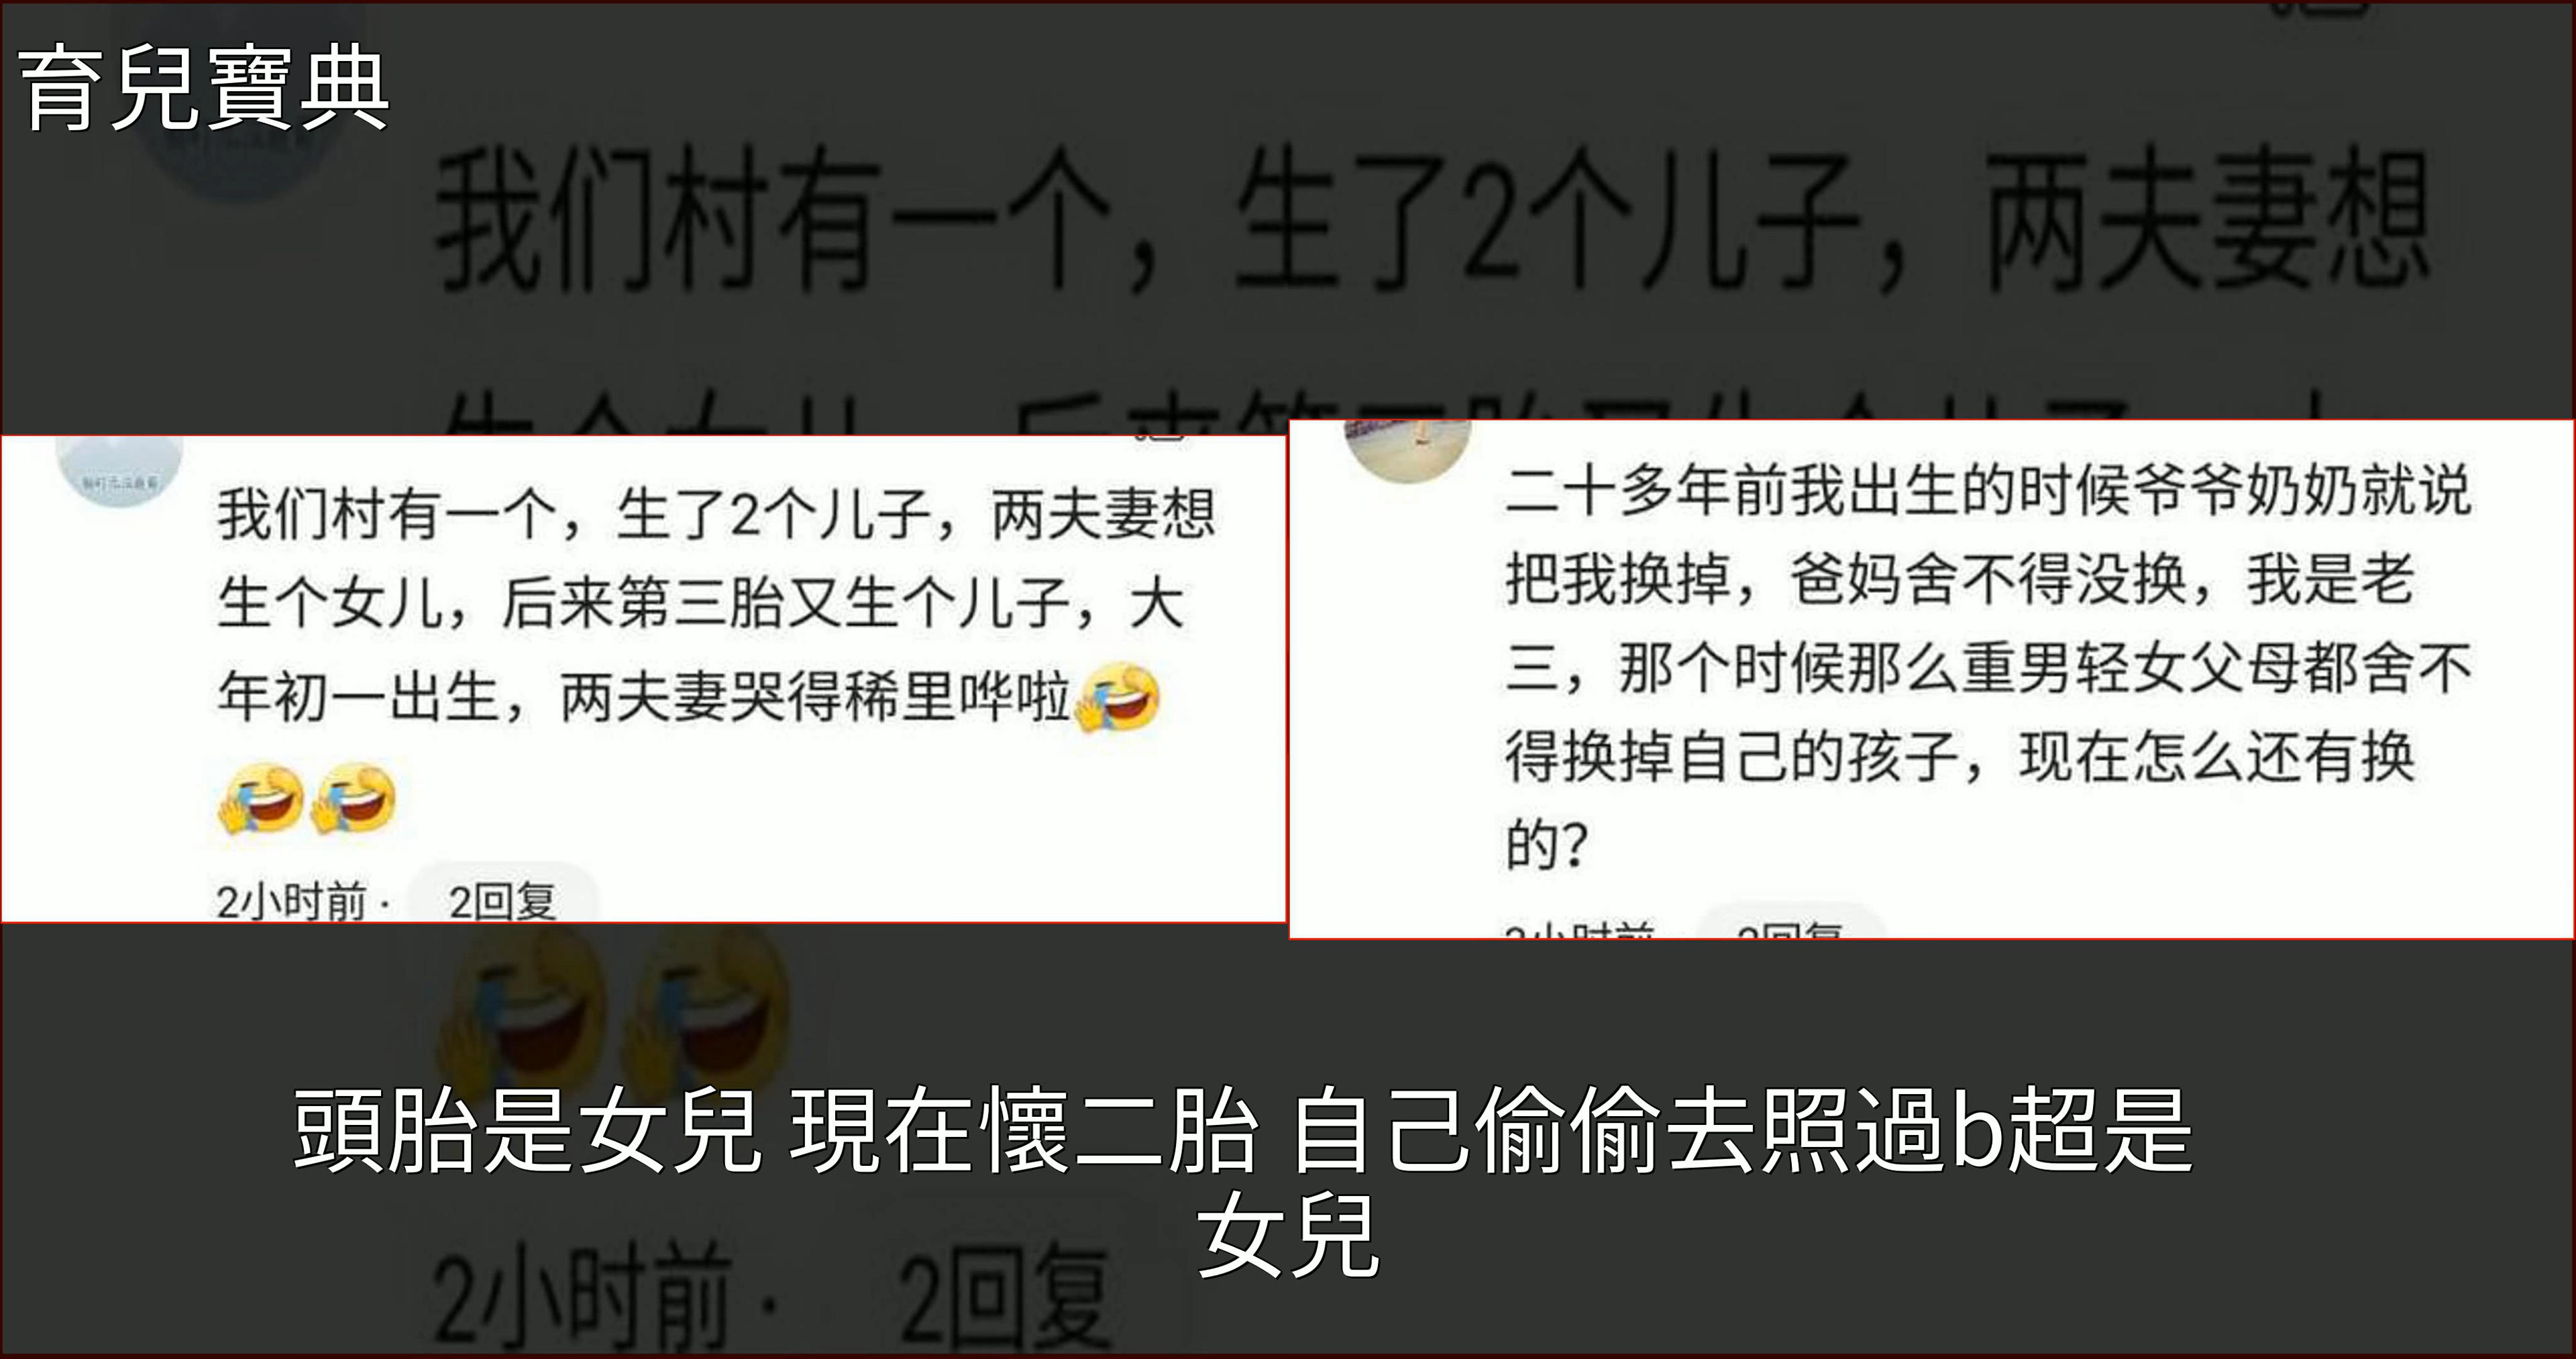 育兒寶典
我们村有一个，生了2个儿子，两夫妻想
我们村有一个，生了2个儿子，两夫妻想
生个女儿，后来第三胎又生个儿子，大
年初一出生，两夫妻哭得稀里哗啦🤣
🤣🤣
2小时前 · 2回复
二十多年前我出生的时候爷爷奶奶就说
把我换掉，爸妈舍不得没换，我是老
三，那个时候那么重男轻女父母都舍不
得换掉自己的孩子，现在怎么还有换
的？
2小时前 2回复
頭胎是女兒 現在懷二胎 自己偷偷去照過b超是
女兒
2小时前 · 2回复